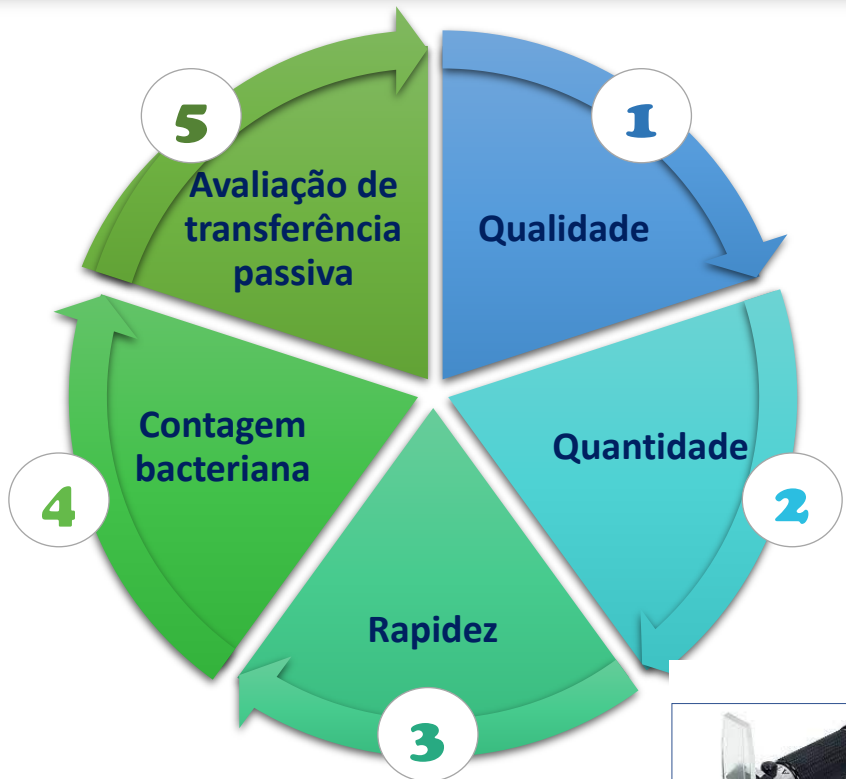 1
Qualidade
2
Quantidade
3
Rapidez
4
Contagem
bacteriana
5
Avaliação de
transferência
passiva